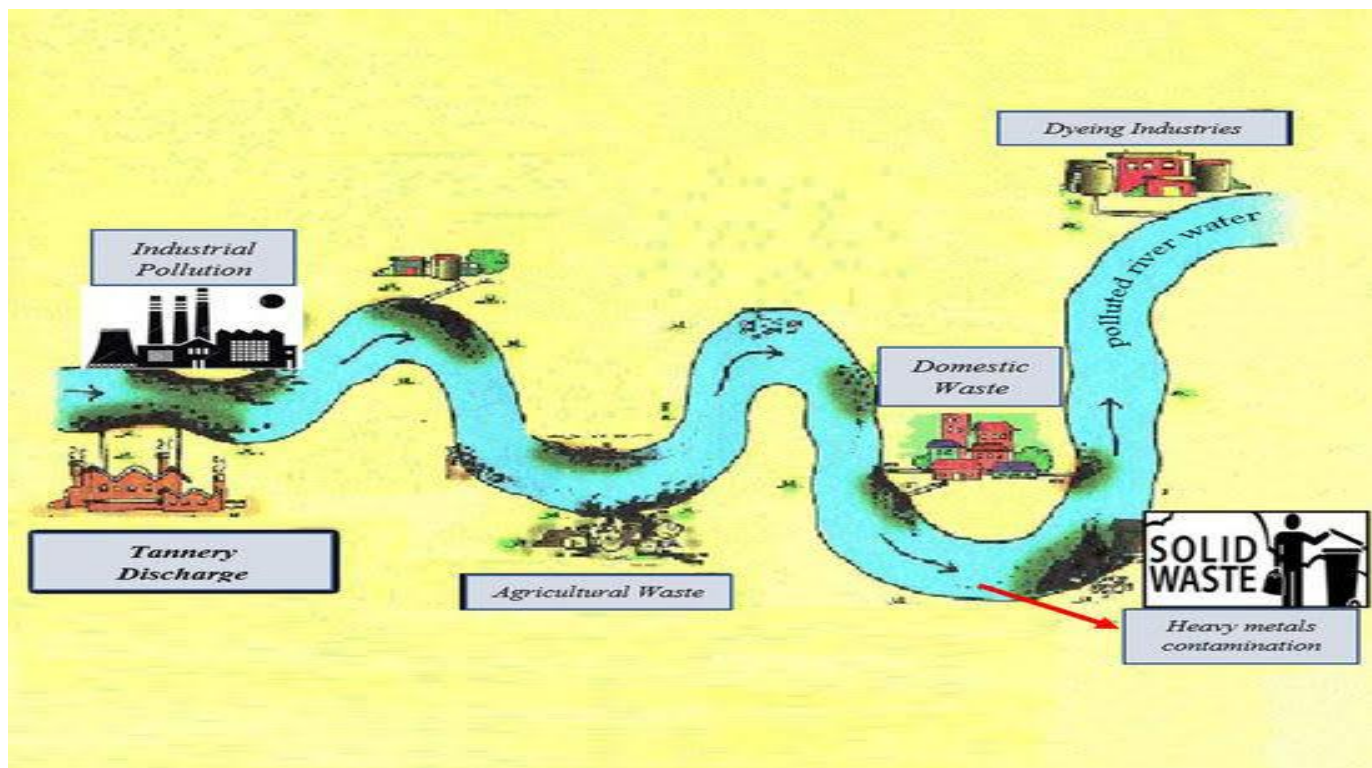 Dyeing Industries
polluted river water
Industrial
Pollution
Domestic
Waste
Tannery
Discharge
Agricultural Waste
SOLID
WASTE
Heavy metals
contamination